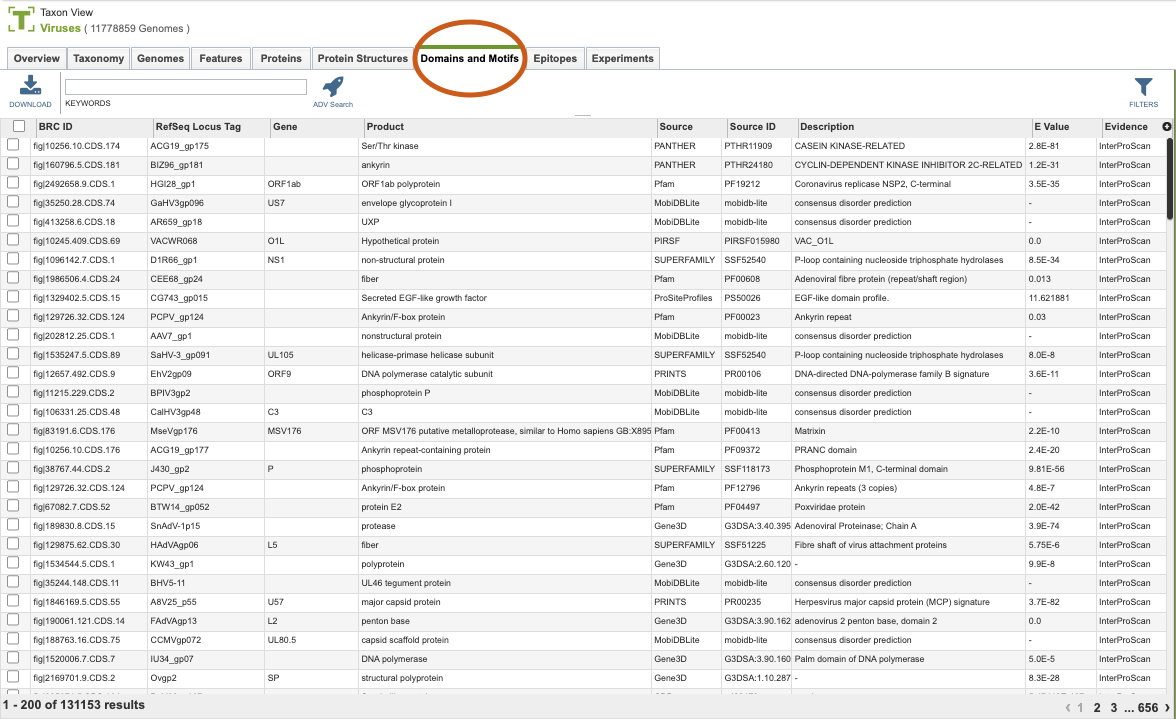 Taxon View
Viruses ( 11778859 Genomes )
Overview Taxonomy Genomes Features Proteins Protein Structures Domains and Motifs Epitopes Experiments
DOWNLOAD KEYWORDS ADV Search FILTERS
BRC ID RefSeq Locus Tag Gene Product Source Source ID Description E Value Evidence
fig|10256.10.CDS.174 ACG19_gp175 Ser/Thr kinase PANTHER PTHR11909 CASEIN KINASE-RELATED 2.8E-81 InterProScan
fig|160796.5.CDS.181 BIZ96_gp181 ankyrin PANTHER PTHR24180 CYCLIN-DEPENDENT KINASE INHIBITOR 2C-RELATED 1.2E-31 InterProScan
fig|2492658.9.CDS.1 HGI28_gp1 ORF1ab ORF1ab polyprotein Pfam PF19212 Coronavirus replicase NSP2, C-terminal 3.5E-35 InterProScan
fig|35250.28.CDS.74 GaHV3gp096 US7 envelope glycoprotein I MobiDBLite mobidb-lite consensus disorder prediction - InterProScan
fig|413258.6.CDS.18 AR659_gp18 UXP MobiDBLite mobidb-lite consensus disorder prediction - InterProScan
fig|10245.409.CDS.69 VACWR068 O1L Hypothetical protein PIRSF PIRSF015980 VAC_O1L 0.0 InterProScan
fig|1096142.7.CDS.1 D1R66_gp1 NS1 non-structural protein SUPERFAMILY SSF52540 P-loop containing nucleoside triphosphate hydrolases 8.5E-34 InterProScan
fig|1986506.4.CDS.24 CEE68_gp24 fiber Pfam PF00608 Adenoviral fibre protein (repeat/shaft region) 0.013 InterProScan
fig|1329402.5.CDS.15 CG743_gp015 Secreted EGF-like growth factor ProSiteProfiles PS50026 EGF-like domain profile. 11.621881 InterProScan
fig|129726.32.CDS.124 PCPV_gp124 Ankyrin/F-box protein Pfam PF00023 Ankyrin repeat 0.03 InterProScan
fig|202812.25.CDS.1 AAV7_gp1 nonstructural protein MobiDBLite mobidb-lite consensus disorder prediction - InterProScan
fig|1535247.5.CDS.89 SaHV-3_gp091 UL105 helicase-primase helicase subunit SUPERFAMILY SSF52540 P-loop containing nucleoside triphosphate hydrolases 8.0E-8 InterProScan
fig|12657.492.CDS.9 EhV2gp09 ORF9 DNA polymerase catalytic subunit PRINTS PR00106 DNA-directed DNA-polymerase family B signature 3.6E-11 InterProScan
fig|11215.229.CDS.2 BPIV3gp2 phosphoprotein P MobiDBLite mobidb-lite consensus disorder prediction - InterProScan
fig|106331.25.CDS.48 CalHV3gp48 C3 C3 MobiDBLite mobidb-lite consensus disorder prediction - InterProScan
fig|83191.6.CDS.176 MseVgp176 MSV176 ORF MSV176 putative metalloprotease, similar to Homo sapiens GB:X895 Pfam PF00413 Matrixin 2.2E-10 InterProScan
fig|10256.10.CDS.176 ACG19_gp177 Ankyrin repeat-containing protein Pfam PF09372 PRANC domain 2.4E-20 InterProScan
fig|38767.44.CDS.2 J430_gp2 P phosphoprotein SUPERFAMILY SSF118173 Phosphoprotein M1, C-terminal domain 9.81E-56 InterProScan
fig|129726.32.CDS.124 PCPV_gp124 Ankyrin/F-box protein Pfam PF12796 Ankyrin repeats (3 copies) 4.8E-7 InterProScan
fig|67082.7.CDS.52 BTW14_gp052 protein E2 Pfam PF04497 Poxviridae protein 2.0E-42 InterProScan
fig|189830.8.CDS.15 SnAdV-1p15 protease Gene3D G3DSA:3.40.395 Adenoviral Proteinase; Chain A 3.9E-74 InterProScan
fig|129875.62.CDS.30 HAdVAgp06 L5 fiber SUPERFAMILY SSF51225 Fibre shaft of virus attachment proteins 5.75E-6 InterProScan
fig|1534544.5.CDS.1 KW43_gp1 polyprotein Gene3D G3DSA:2.60.120 - 9.9E-8 InterProScan
fig|35244.148.CDS.11 BHV5-11 UL46 tegument protein MobiDBLite mobidb-lite consensus disorder prediction - InterProScan
fig|1846169.5.CDS.55 A8V25_p55 U57 major capsid protein PRINTS PR00235 Herpesvirus major capsid protein (MCP) signature 3.7E-82 InterProScan
fig|190061.121.CDS.14 FAdVAgp13 L2 penton base Gene3D G3DSA:3.90.162 adenovirus 2 penton base, domain 2 0.0 InterProScan
fig|188763.16.CDS.75 CCMVgp072 UL80.5 capsid scaffold protein MobiDBLite mobidb-lite consensus disorder prediction - InterProScan
fig|1520006.7.CDS.7 IU34_gp07 DNA polymerase Gene3D G3DSA:3.90.160 Palm domain of DNA polymerase 5.0E-5 InterProScan
fig|2169701.9.CDS.2 Ovgp2 SP structural polyprotein Gene3D G3DSA:1.10.287 - 8.3E-28 InterProScan
1 - 200 of 131153 results ‹ 1 2 3 ... 656 ›